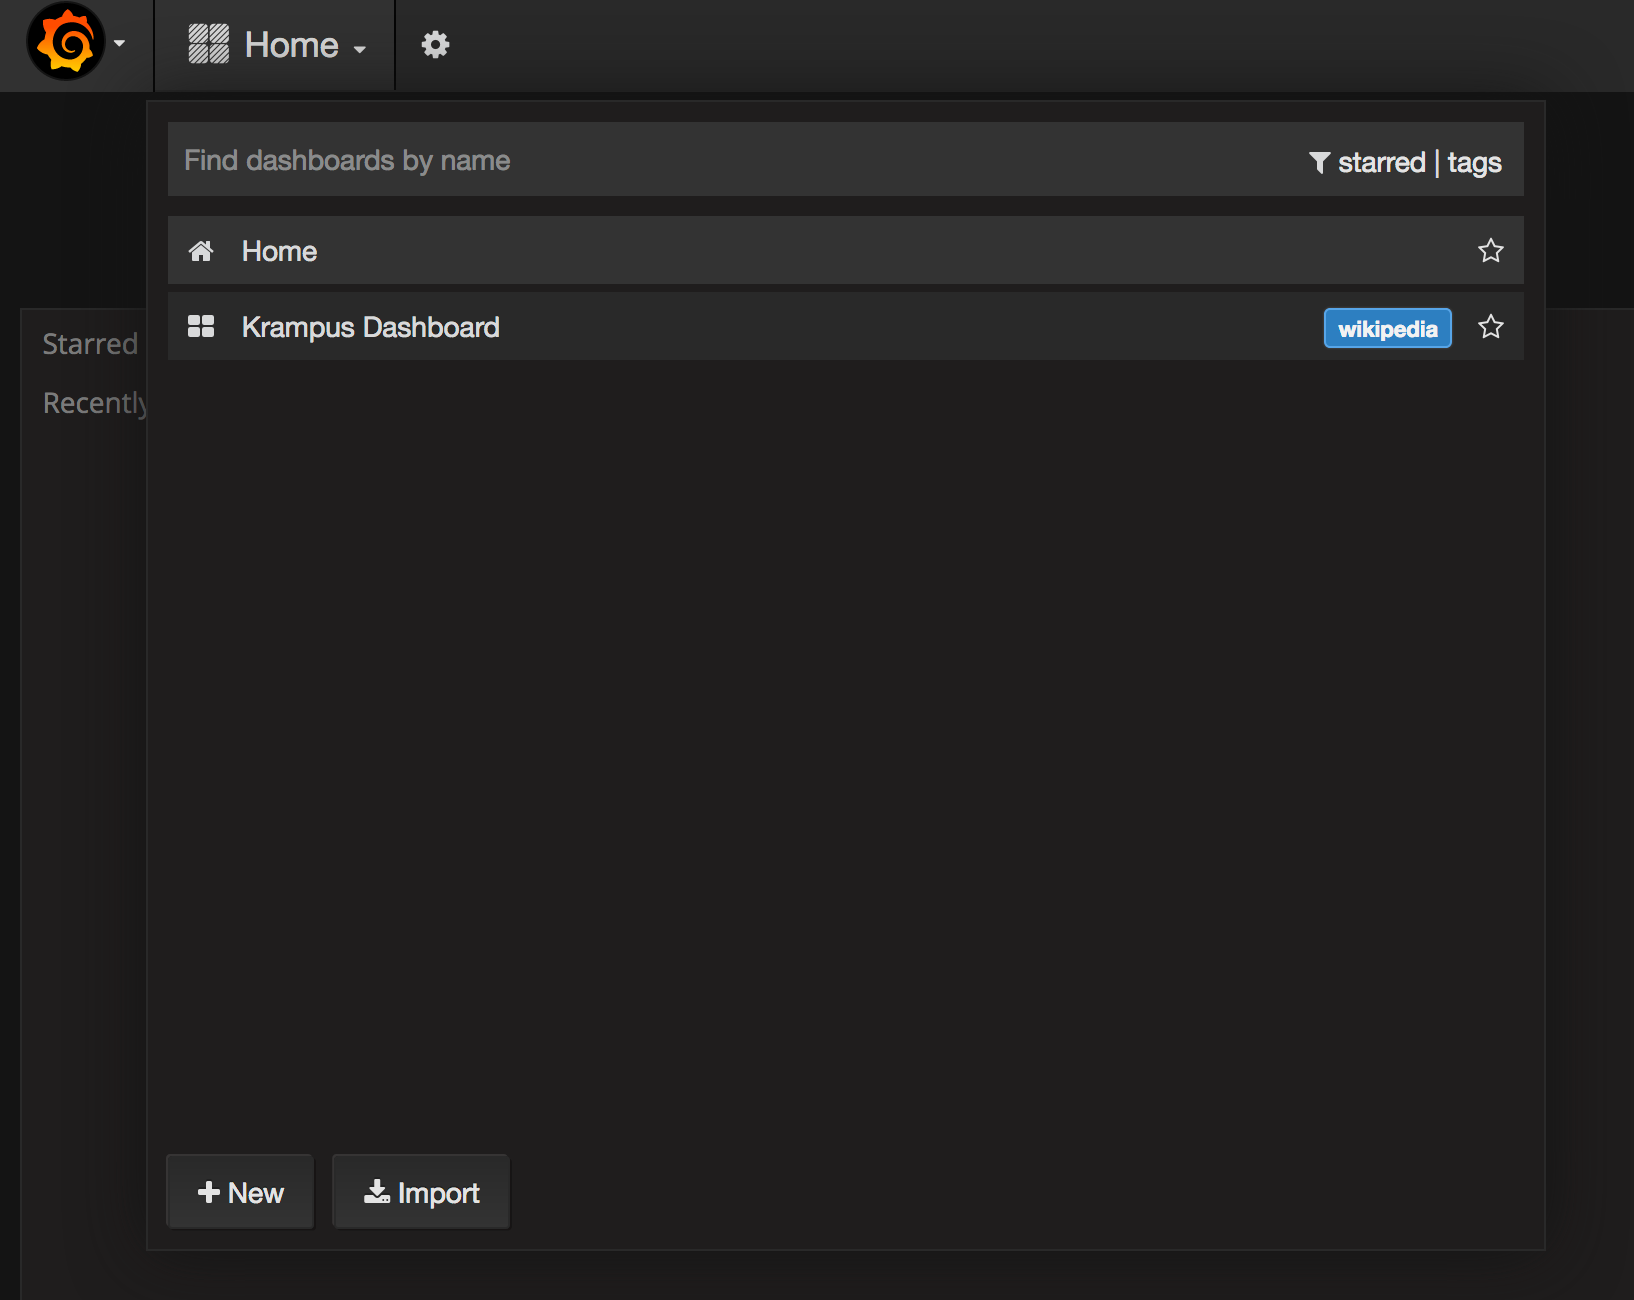 Home
Find dashboards by name
starred | tags
Home
Krampus Dashboard
wikipedia
Starred
Recently
New
Import